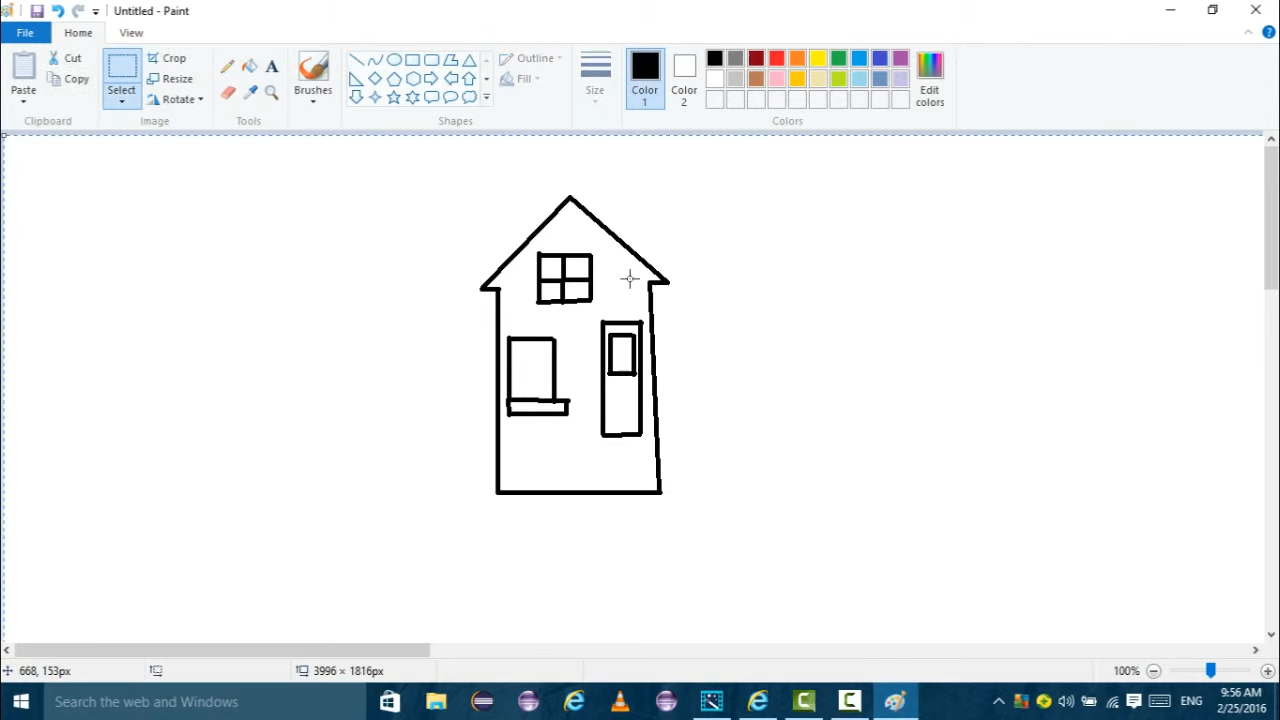 Untitled - Paint
File
Home
View
Paste
Cut
Copy
Clipboard
Select
Crop
Resize
Rotate
Image
A
Tools
Brushes
Outline
Fill
Shapes
Size
Color 1
Color 2
Edit colors
Colors
668, 153px
3996 × 1816px
100%
Search the web and Windows
ENG
9:56 AM
2/25/2016